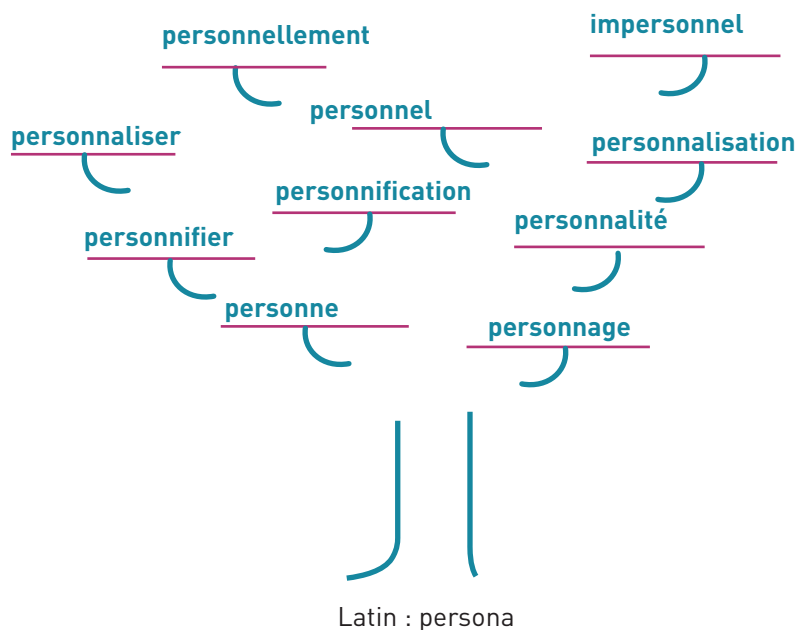 impersonnel
personnellement
personnel
personnaliser
personnalisation
personnification
personnalité
personnifier
personne
personnage
Latin : persona